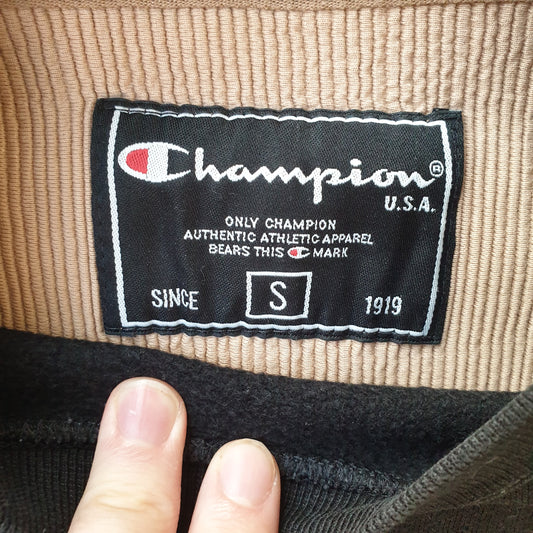 Champion®
U.S.A.
ONLY CHAMPION
AUTHENTIC ATHLETIC APPAREL
BEARS THIS C MARK
SINCE S 1919